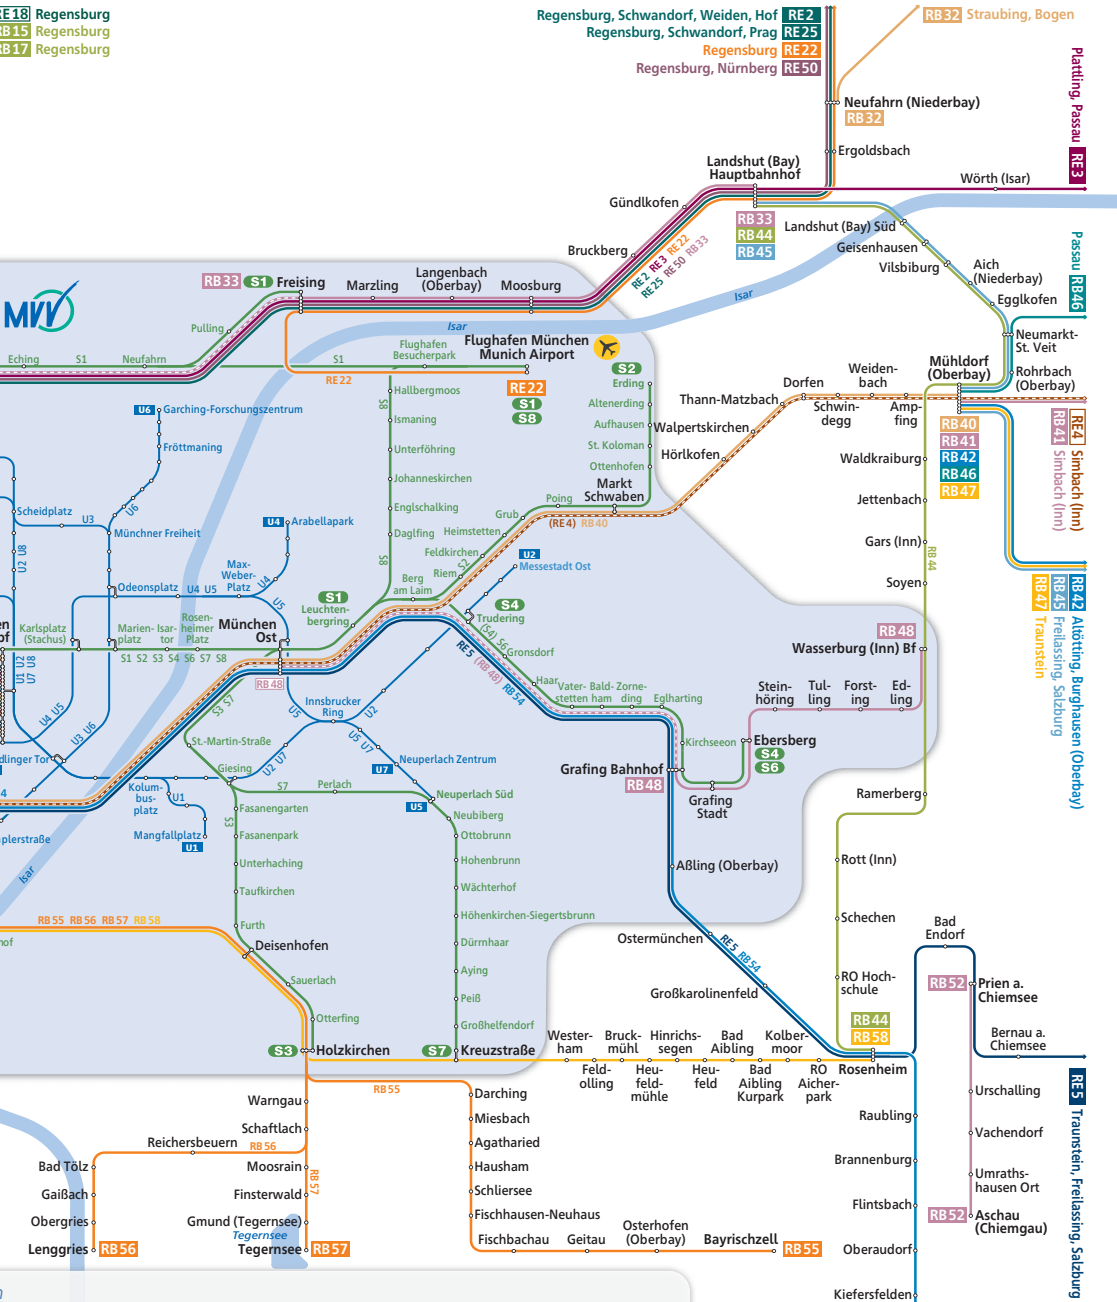 RE18 Regensburg
RB15 Regensburg
RB17 Regensburg
Regensburg, Schwandorf, Weiden, Hof RE2
Regensburg, Schwandorf, Prag RE25
Regensburg RE22
Regensburg, Nürnberg RE50
RB32 Straubing, Bogen
Plattling, Passau RE3
Neufahrn (Niederbay)
RB32
Ergoldsbach
Landshut (Bay)
Hauptbahnhof
Wörth (Isar)
Gündlkofen
RB33
RB44
RB45
Landshut (Bay) Süd
Geisenhausen
Vilsbiburg
Aich
(Niederbay)
Egglkofen
Passau RB46
Bruckberg
RE2 RE3 RE22
RE25 RE50 RB33
Isar
Neumarkt-
St. Veit
Rohrbach
(Oberbay)
MVV
RB33 S1 Freising
Marzling
Langenbach
(Oberbay)
Moosburg
Pulling
Isar
Flughafen München
Munich Airport
Flughafen
Besucherpark
Eching
S1
Neufahrn
S1
RE22
RE22
S1
S8
S2
Erding
Altenerding
Aufhausen
St. Koloman
Ottenhofen
Markt
Schwaben
Hallbergmoos
S8
Ismaning
Unterföhring
Johanneskirchen
Englschalking
Daglfing
S8
U6 Garching-Forschungszentrum
Fröttmaning
U6
Scheidplatz
U3
Münchner Freiheit
U2 U8
U4 Arabellapark
Mühldorf
(Oberbay)
Dorfen
Weiden-
bach
Thann-Matzbach
Schwin-
degg
Amp-
fing
Walpertskirchen
Hörlkofen
RB40
RB41
RB42
RB46
RB47
RB41 Simbach (Inn)
RE4 Simbach (Inn)
Waldkraiburg
Jettenbach
Gars (Inn)
RB44
Soyen
Poing
(RE4) RB40
Grub
Heimstetten
Feldkirchen
S2
Riem
Berg
am Laim
U2
Messestadt Ost
S4
Trudering
(S4) S6
Gronsdorf
Haar
Vater-
stetten
Bald-
ham
Zorne-
ding
Eglharting
RE5 (RB48) RB54
Odeonsplatz
U4 U5
Max-
Weber-
Platz
U4
U5
S1
Leuchten-
bergring
München
Ost
RB48
Karlsplatz
(Stachus)
Marien-
platz
Isar-
tor
Rosen-
heimer
Platz
S1 S2 S3 S4 S6 S7 S8
U2 U8
U1 U7
U4 U5
U3 U6
S3 S7
St.-Martin-Straße
Giesing
U2 U7
Innsbrucker
Ring
U5
U2
U5 U7
Neuperlach Zentrum
U7
U5
Neuperlach Süd
Kolum-
bus-
platz
U1
Mangfallplatz
U1
S7
Perlach
S3
Fasanengarten
Fasanenpark
Unterhaching
Taufkirchen
Furth
Deisenhofen
Sauerlach
Otterfing
S3 Holzkirchen
Isar
RB55 RB56 RB57 RB58
Neubiberg
Ottobrunn
Hohenbrunn
Wächterhof
Höhenkirchen-Siegertsbrunn
Dürrnhaar
Aying
Peiß
Großhelfendorf
S7 Kreuzstraße
RB48
Wasserburg (Inn) Bf
Stein-
höring
Tul-
ling
Forst-
ing
Ed-
ling
Kirchseeon
Ebersberg
S4
S6
Grafing Bahnhof
RB48
Grafing
Stadt
Ramerberg
RB47 Traunstein
RB45 Freilassing, Salzburg
RB42 Altötting, Burghausen (Oberbay)
Aßling (Oberbay)
Ostermünchen
RE5 RB54
Großkarolinenfeld
Rott (Inn)
Schechen
RO Hoch-
schule
RB44
RB58
Rosenheim
Bad
Endorf
RB52 Prien a.
Chiemsee
Bernau a.
Chiemsee
RE5 Traunstein, Freilassing, Salzburg
Urschalling
Vachendorf
Umraths-
hausen Ort
RB52 Aschau
(Chiemgau)
Wester-
ham
Feld-
olling
Bruck-
mühl
Heu-
feld-
mühle
Hinrichs-
segen
Heu-
feld
Bad
Aibling
Bad
Aibling
Kurpark
Kolber-
moor
RO
Aicher-
park
Raubling
Brannenburg
Flintsbach
Oberaudorf
Kiefersfelden
RB55
Darching
Miesbach
Agatharied
Hausham
Schliersee
Fischhausen-Neuhaus
Fischbachau
Geitau
Osterhofen
(Oberbay)
Bayrischzell RB55
Warngau
Schaftlach
RB56
Reichersbeuern
Bad Tölz
Gaißach
Obergries
Lenggries RB56
Moosrain
RB57
Finsterwald
Gmund (Tegernsee)
Tegernsee
Tegernsee RB57